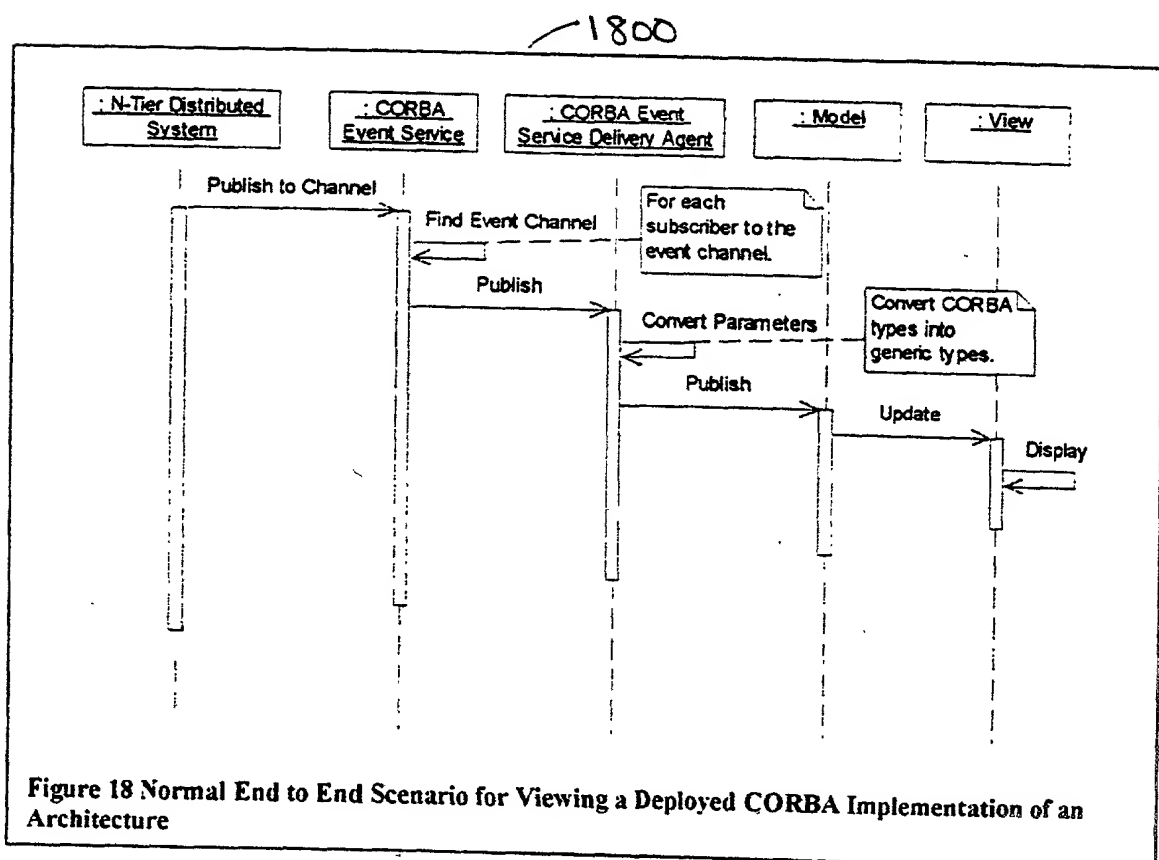 1800
: N-Tier Distributed
System
: CORBA
Event Service
: CORBA Event
Service Delivery Agent
: Model
: View
Publish to Channel
Find Event Channel
For each
subscriber to the
event channel.
Publish
Convert Parameters
Convert CORBA
types into
generic types.
Publish
Update
Display
Figure 18 Normal End to End Scenario for Viewing a Deployed CORBA Implementation of an
Architecture